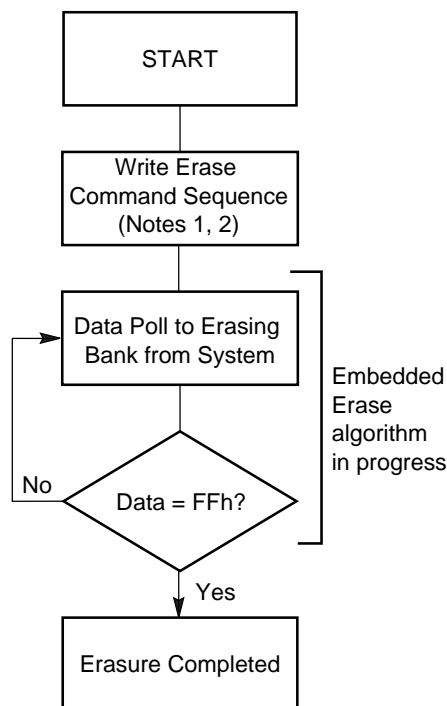 START
Write Erase
Command Sequence
(Notes 1, 2)
Data Poll to Erasing
Bank from System
Embedded
Erase
algorithm
in progress
No
Data = FFh?
Yes
Erasure Completed